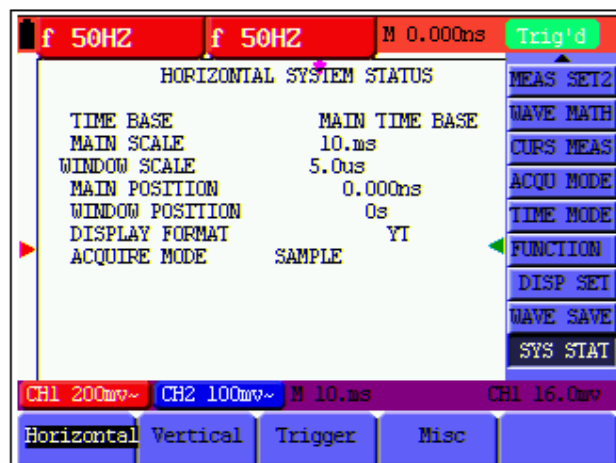 f 50HZ f 50HZ M 0.000ns Trig'd
HORIZONTAL SYSTEM STATUS
TIME BASE MAIN TIME BASE
MAIN SCALE 10.ms
WINDOW SCALE 5.0us
MAIN POSITION 0.000ns
WINDOW POSITION 0s
DISPLAY FORMAT YT
ACQUIRE MODE SAMPLE
MEAS SET2
WAVE MATH
CURS MEAS
ACQU MODE
TIME MODE
FUNCTION
DISP SET
WAVE SAVE
SYS STAT
CH1 200mv~ CH2 100mv~ M 10.ms CH1 16.0mv
Horizontal Vertical Trigger Misc